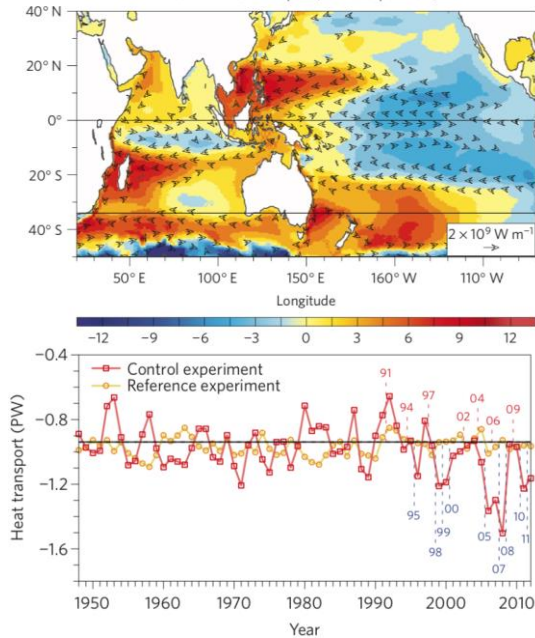 40° N
20° N
0°
20° S
40° S
2 × 10⁹ W m⁻¹
50° E 100° E 150° E 160° W 110° W
Longitude
−12 −9 −6 −3 0 3 6 9 12
−0.4
−0.8
−1.2
−1.6
Heat transport (PW)
Control experiment
Reference experiment
91
94
97
02
04
06
09
95
98
99
00
05
07
08
10
11
1950 1960 1970 1980 1990 2000 2010
Year